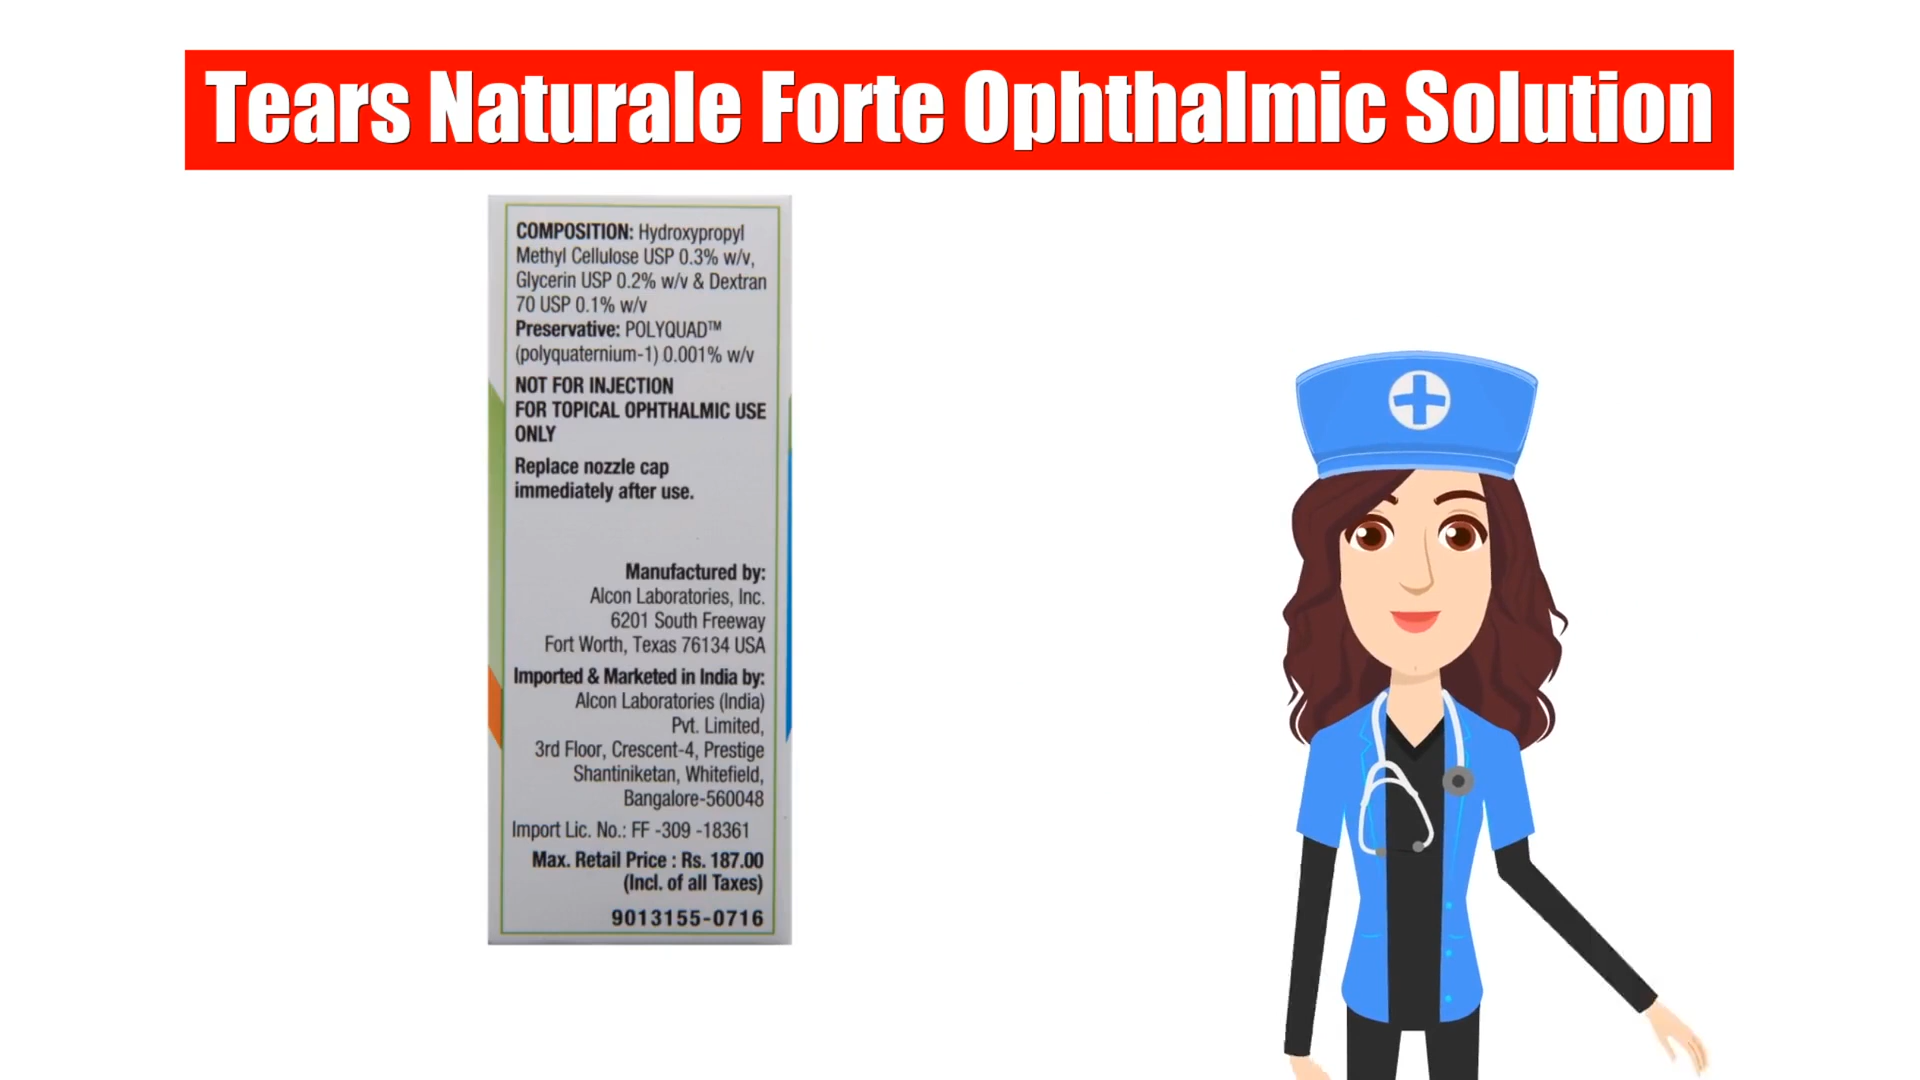 Tears Naturale Forte Ophthalmic Solution
COMPOSITION: Hydroxypropyl
Methyl Cellulose USP 0.3% w/v,
Glycerin USP 0.2% w/v & Dextran
70 USP 0.1% w/v
Preservative: POLYQUAD™
(polyquaternium-1) 0.001% w/v
NOT FOR INJECTION
FOR TOPICAL OPHTHALMIC USE
ONLY
Replace nozzle cap
immediately after use.
Manufactured by:
Alcon Laboratories, Inc.
6201 South Freeway
Fort Worth, Texas 76134 USA
Imported & Marketed in India by:
Alcon Laboratories (India)
Pvt. Limited,
3rd Floor, Crescent-4, Prestige
Shantiniketan, Whitefield,
Bangalore-560048
Import Lic. No.: FF -309 -18361
Max. Retail Price : Rs. 187.00
(Incl. of all Taxes)
9013155-0716